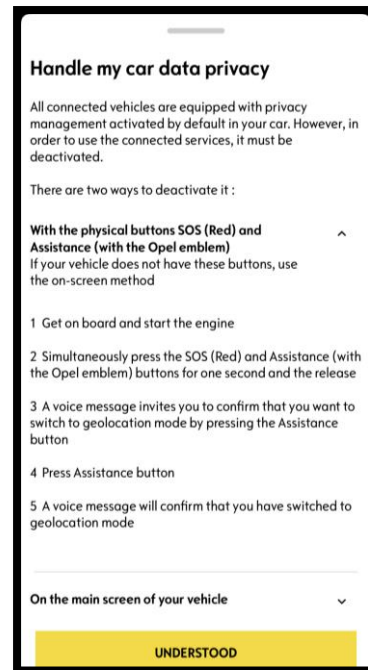 Handle my car data privacy
All connected vehicles are equipped with privacy
management activated by default in your car. However, in
order to use the connected services, it must be
deactivated.
There are two ways to deactivate it :
With the physical buttons SOS (Red) and
Assistance (with the Opel emblem)
If your vehicle does not have these buttons, use
the on-screen method
1 Get on board and start the engine
2 Simultaneously press the SOS (Red) and Assistance (with
the Opel emblem) buttons for one second and the release
3 A voice message invites you to confirm that you want to
switch to geolocation mode by pressing the Assistance
button
4 Press Assistance button
5 A voice message will confirm that you have switched to
geolocation mode
On the main screen of your vehicle
UNDERSTOOD